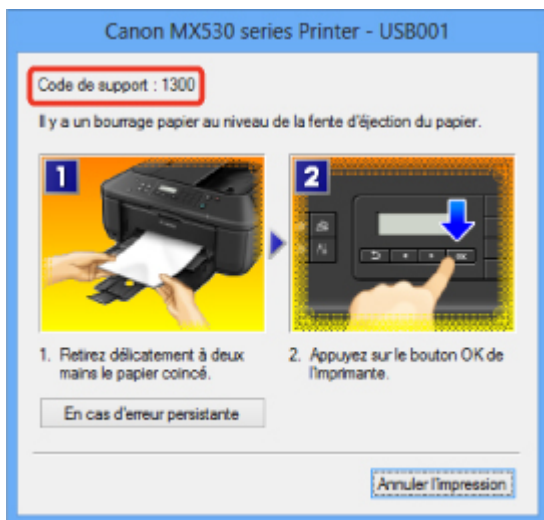 Canon MX530 series Printer - USB001
Code de support : 1300
Il y a un bourrage papier au niveau de la fente d'éjection du papier.
1
2
OK
1. Retirez délicatement à deux
mains le papier coincé.
2. Appuyez sur le bouton OK de
l'imprimante.
En cas d'erreur persistante
Annuler l'impression